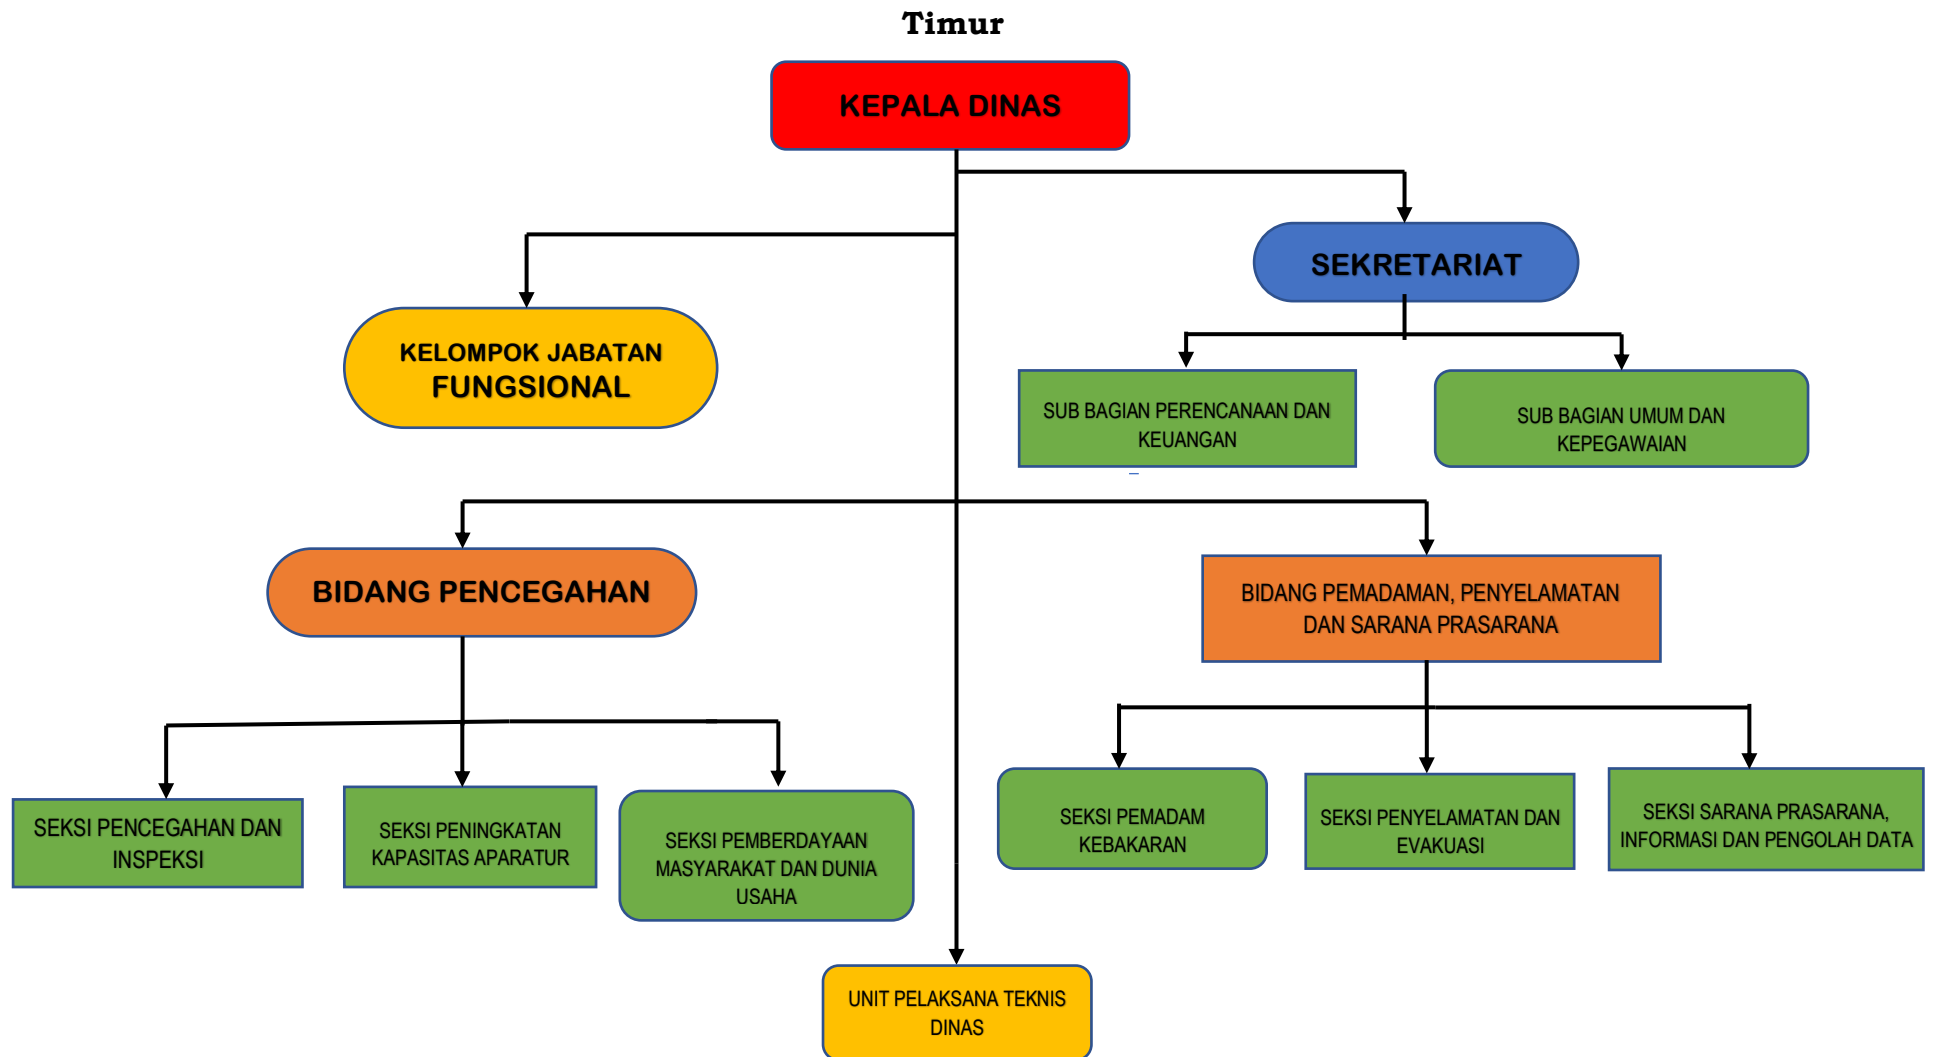 Timur
KEPALA DINAS
SEKRETARIAT
KELOMPOK JABATAN
FUNGSIONAL
SUB BAGIAN PERENCANAAN DAN
KEUANGAN
SUB BAGIAN UMUM DAN
KEPEGAWAIAN
BIDANG PENCEGAHAN
BIDANG PEMADAMAN, PENYELAMATAN
DAN SARANA PRASARANA
SEKSI PENCEGAHAN DAN
INSPEKSI
SEKSI PENINGKATAN
KAPASITAS APARATUR
SEKSI PEMBERDAYAAN
MASYARAKAT DAN DUNIA
USAHA
SEKSI PEMADAM
KEBAKARAN
SEKSI PENYELAMATAN DAN
EVAKUASI
SEKSI SARANA PRASARANA,
INFORMASI DAN PENGOLAH DATA
UNIT PELAKSANA TEKNIS
DINAS